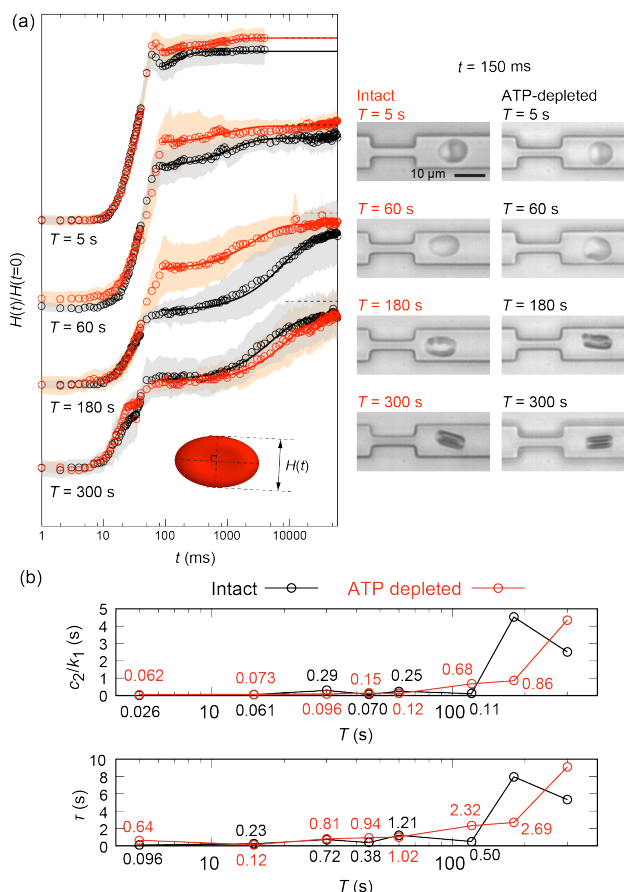 (a)
H(t)/H(t=0)
T = 5 s
T = 60 s
T = 180 s
T = 300 s
H(t)
1 10 100 1000 10000
t (ms)
t = 150 ms
Intact ATP-depleted
T = 5 s T = 5 s
10 μm
T = 60 s T = 60 s
T = 180 s T = 180 s
T = 300 s T = 300 s
(b)
Intact ATP depleted
c₂/k₁ (s)
5
4
3
2
1
0
0.062 0.073 0.29 0.15 0.25 0.68
0.86
0.026 0.061 0.096 0.070 0.12 0.11
10 100
T (s)
τ (s)
10
8
6
4
2
0
0.64 0.23 0.81 0.94 1.21 2.32
2.69
0.096 0.12 0.72 0.38 1.02 0.50
10 100
T (s)